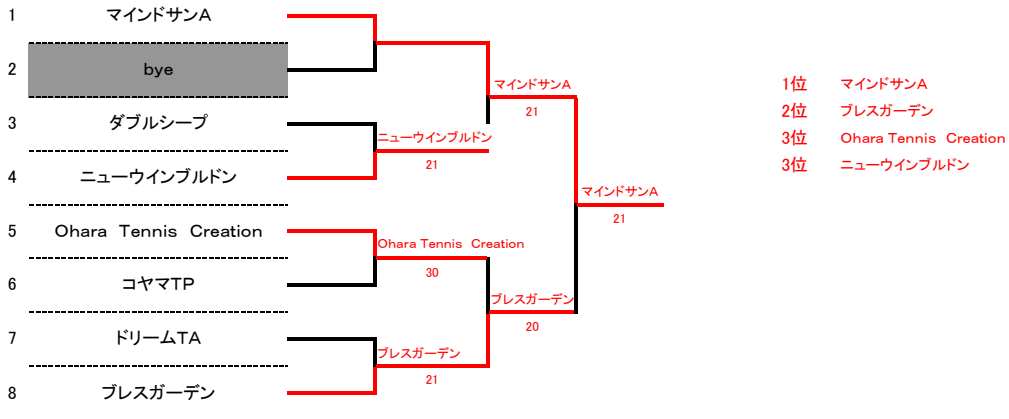 1 マインドサンA
2 bye
3 ダブルシープ
4 ニューウインブルドン
5 Ohara Tennis Creation
6 コヤマTP
7 ドリームTA
8 ブレスガーデン
ニューウインブルドン
21
Ohara Tennis Creation
30
ブレスガーデン
21
マインドサンA
21
ブレスガーデン
20
マインドサンA
21
1位 マインドサンA
2位 ブレスガーデン
3位 Ohara Tennis Creation
3位 ニューウインブルドン